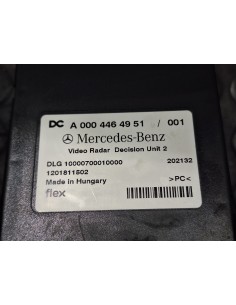 DC A 000 446 49 51 / 001
Mercedes-Benz
Video Radar Decision Unit 2
DLG 10000700010000 202132
1201811502
Made in Hungary >PC<
flex